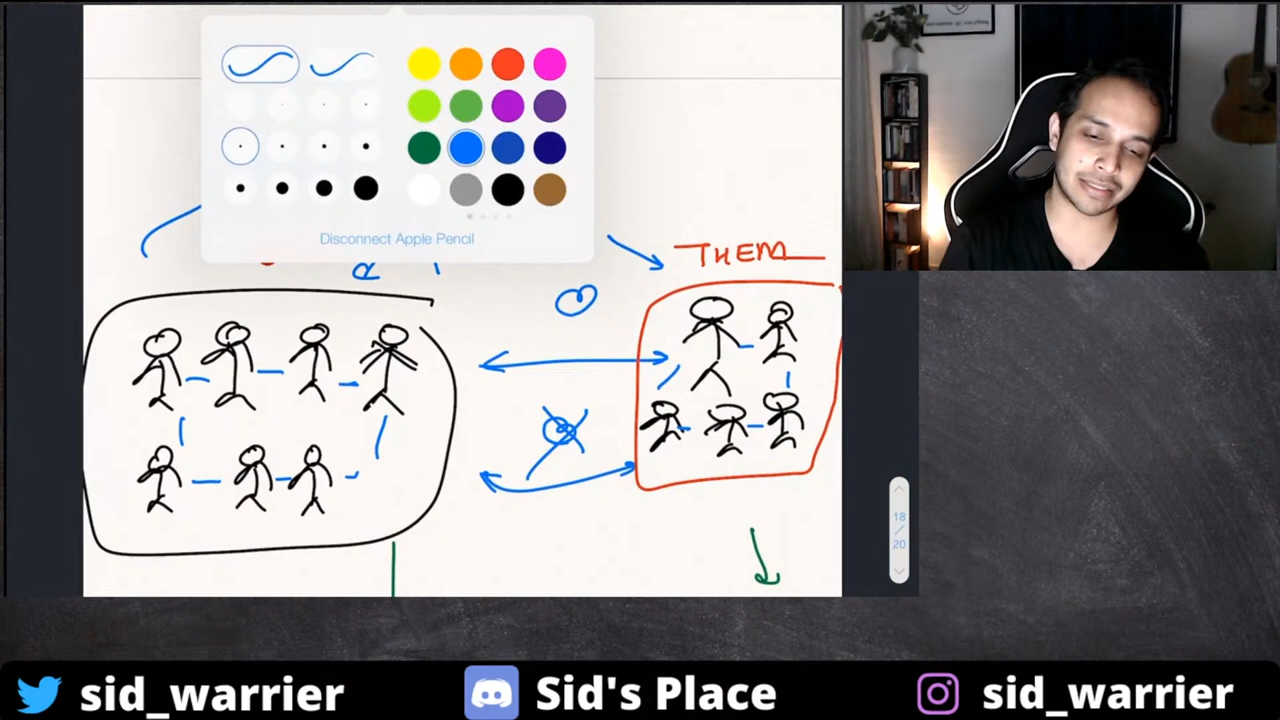 Disconnect Apple Pencil
THEM
R
18
/
20
sid_warrier
Sid's Place
sid_warrier